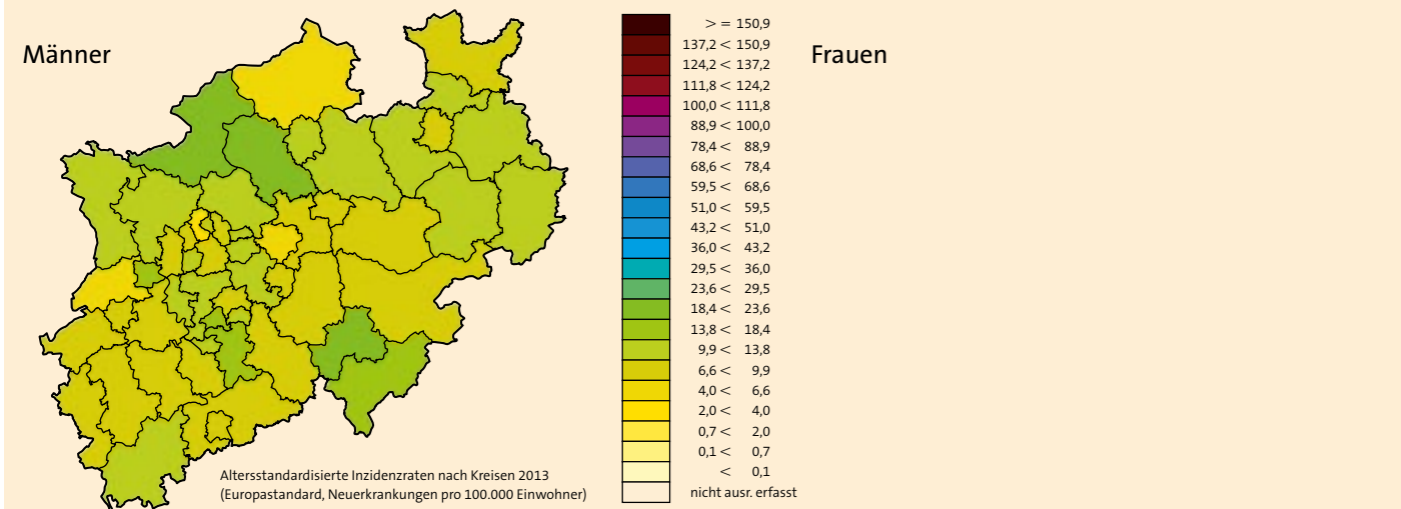 Männer
> = 150,9
137,2 < 150,9
124,2 < 137,2
111,8 < 124,2
100,0 < 111,8
88,9 < 100,0
78,4 < 88,9
68,6 < 78,4
59,5 < 68,6
51,0 < 59,5
43,2 < 51,0
36,0 < 43,2
29,5 < 36,0
23,6 < 29,5
18,4 < 23,6
13,8 < 18,4
9,9 < 13,8
6,6 < 9,9
4,0 < 6,6
2,0 < 4,0
0,7 < 2,0
0,1 < 0,7
< 0,1
nicht ausr. erfasst
Altersstandardisierte Inzidenzraten nach Kreisen 2013
(Europastandard, Neuerkrankungen pro 100.000 Einwohner)
Frauen